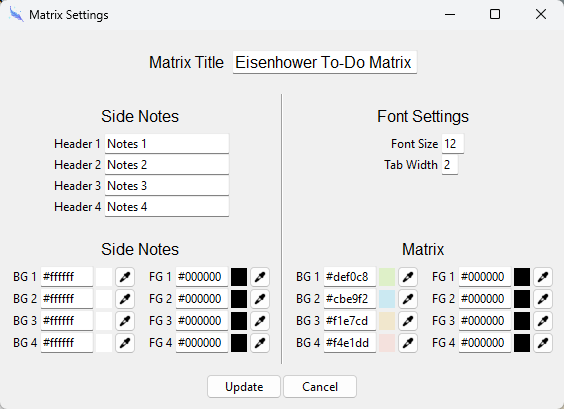 Matrix Settings
Matrix Title Eisenhower To-Do Matrix
Side Notes
Header 1 Notes 1
Header 2 Notes 2
Header 3 Notes 3
Header 4 Notes 4
Font Settings
Font Size 12
Tab Width 2
Side Notes
BG 1 #ffffff FG 1 #000000
BG 2 #ffffff FG 2 #000000
BG 3 #ffffff FG 3 #000000
BG 4 #ffffff FG 4 #000000
Matrix
BG 1 #def0c8 FG 1 #000000
BG 2 #cbe9f2 FG 2 #000000
BG 3 #f1e7cd FG 3 #000000
BG 4 #f4e1dd FG 4 #000000
Update Cancel